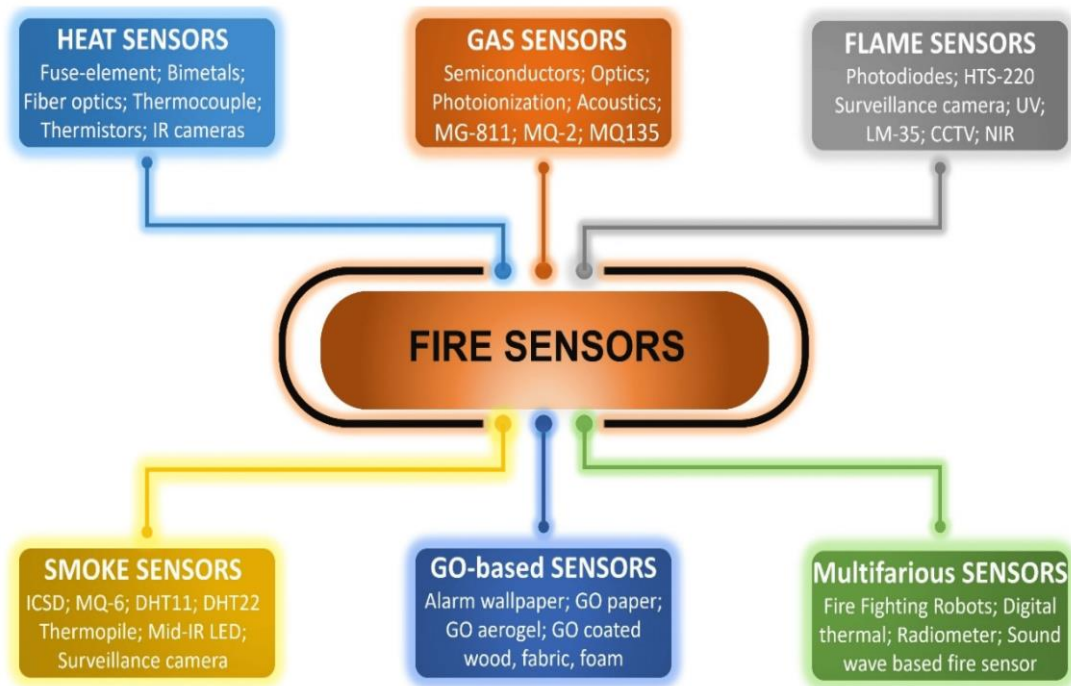 HEAT SENSORS
Fuse-element; Bimetals;
Fiber optics; Thermocouple;
Thermistors; IR cameras
GAS SENSORS
Semiconductors; Optics;
Photoionization; Acoustics;
MG-811; MQ-2; MQ135
FLAME SENSORS
Photodiodes; HTS-220
Surveillance camera; UV;
LM-35; CCTV; NIR
FIRE SENSORS
SMOKE SENSORS
ICSD; MQ-6; DHT11; DHT22
Thermopile; Mid-IR LED;
Surveillance camera
GO-based SENSORS
Alarm wallpaper; GO paper;
GO aerogel; GO coated
wood, fabric, foam
Multifarious SENSORS
Fire Fighting Robots; Digital
thermal; Radiometer; Sound
wave based fire sensor